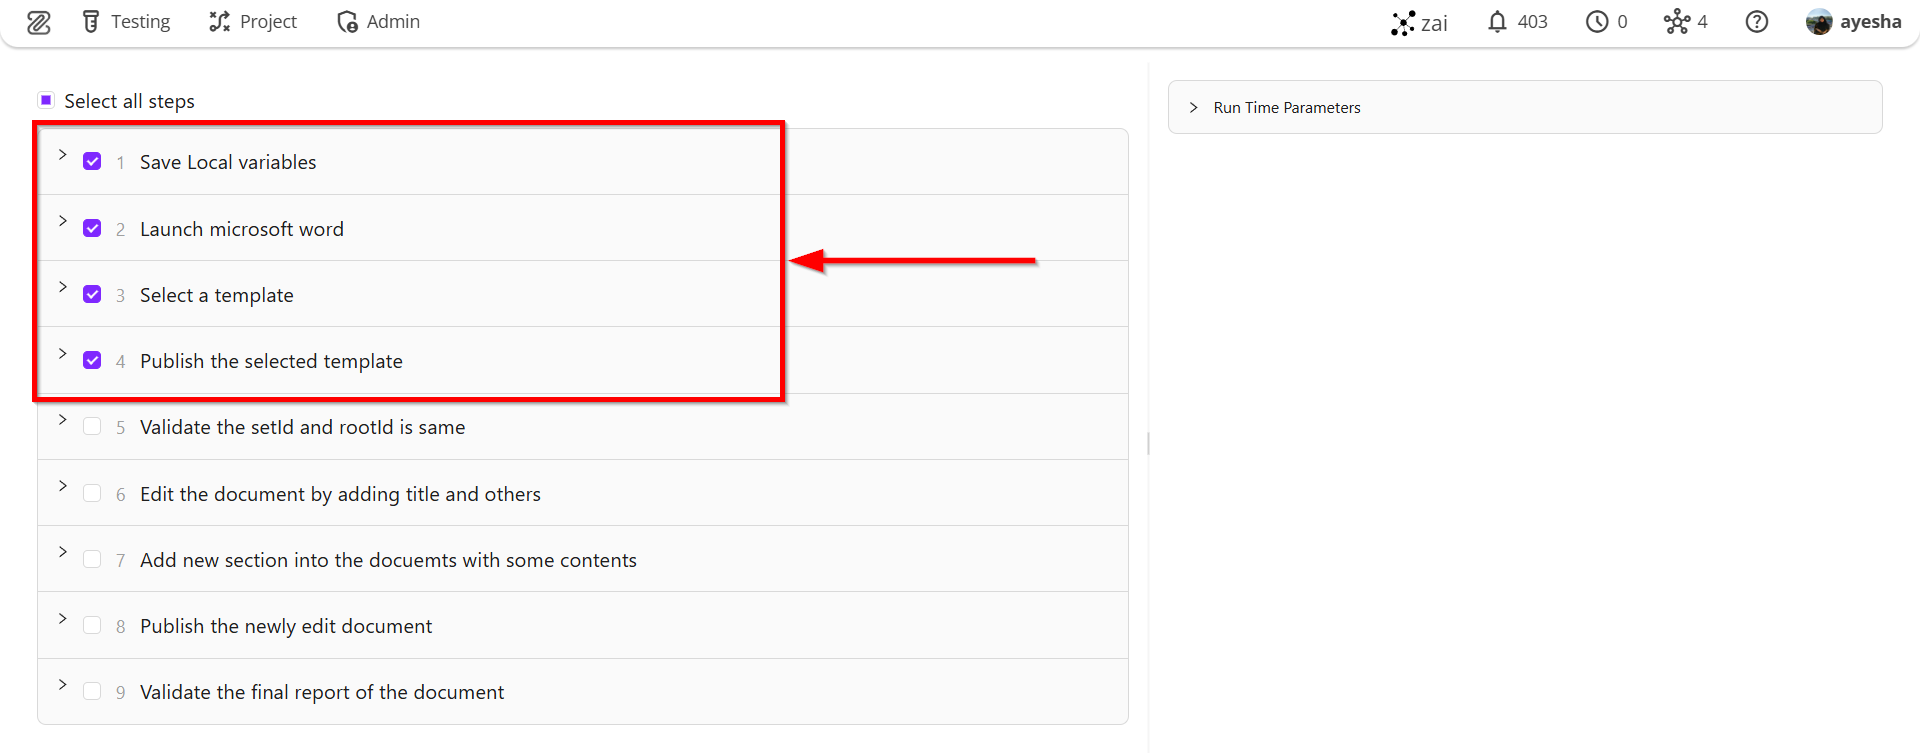 Testing Project Admin zai 403 0 4 ayesha
Select all steps
1 Save Local variables
2 Launch microsoft word
3 Select a template
4 Publish the selected template
5 Validate the setId and rootId is same
6 Edit the document by adding title and others
7 Add new section into the docuemts with some contents
8 Publish the newly edit document
9 Validate the final report of the document
Run Time Parameters